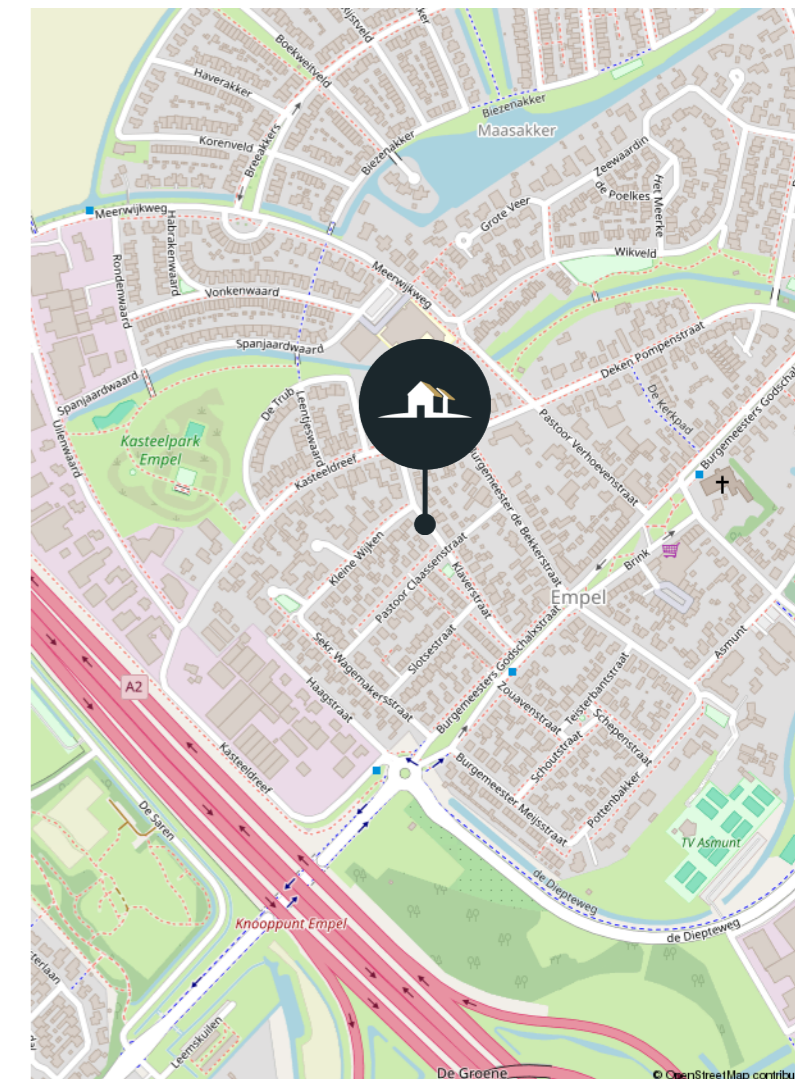 Rijstveld
Boekweitveld
Haverakker
Biezenakker
Maasakker
Korenveld
Breeakkers
Biezenakker
Zeewaardin
de Poelkes
Het Meerke
Meerwijkweg
Habrakenwaard
Grote Veer
Wikveld
Rondenwaard
Meerwijkweg
Vonkenwaard
Spanjaardwaard
Deken Pompenstraat
Spanjaardwaard
De Trub
Leentjeswaard
De Kerkpad
Burgemeesters Godschalx
Uilenwaard
Kasteelpark
Empel
Kasteeldreef
Pastoor Verhoevenstraat
Burgemeester de Bekkerstraat
Kleine Wijken
Pastoor Claassenstraat
Klaverstraat
Brink
Empel
Slotsestraat
Sekr. Wagemakersstraat
Burgemeesters Godschalxstraat
Asmunt
A2
Haagstraat
Zouavenstraat
Teisterbantstraat
Schepenstraat
Schoutstraat
Kasteeldreef
Burgemeester Meijsstraat
Pottenbakker
De Saren
TV Asmunt
de Diepteweg
Knooppunt Empel
de Diepteweg
Leemskuilen
De Groene
© OpenStreetMap contribu